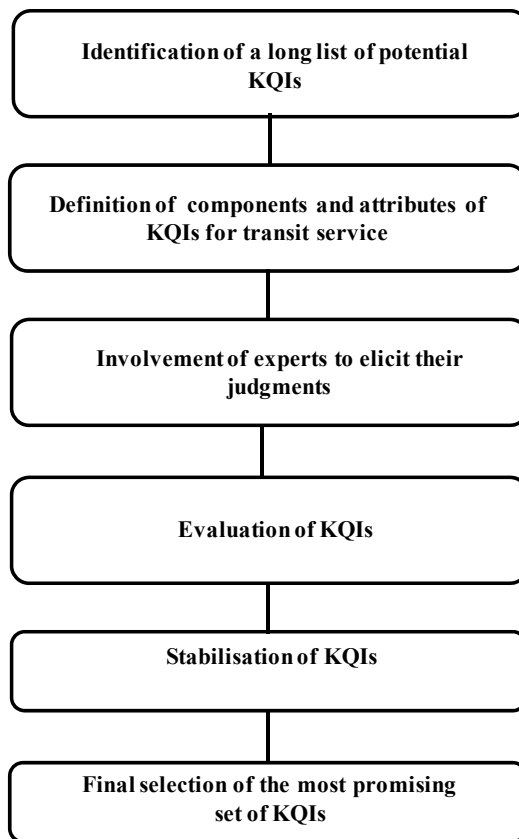 Identification of a long list of potential
KQIs
Definition of components and attributes of
KQIs for transit service
Involvement of experts to elicit their
judgments
Evaluation of KQIs
Stabilisation of KQIs
Final selection of the most promising
set of KQIs